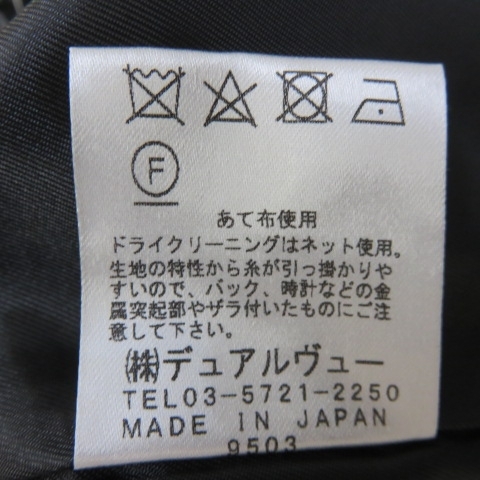 F
あて布使用
ドライクリーニングはネット使用。
生地の特性から糸が引っ掛かりや
すいので、バック、時計などの金
属突起部やザラ付いたものにご注
意して下さい。
㈱デュアルヴュー
TEL03-5721-2250
MADE IN JAPAN
9503